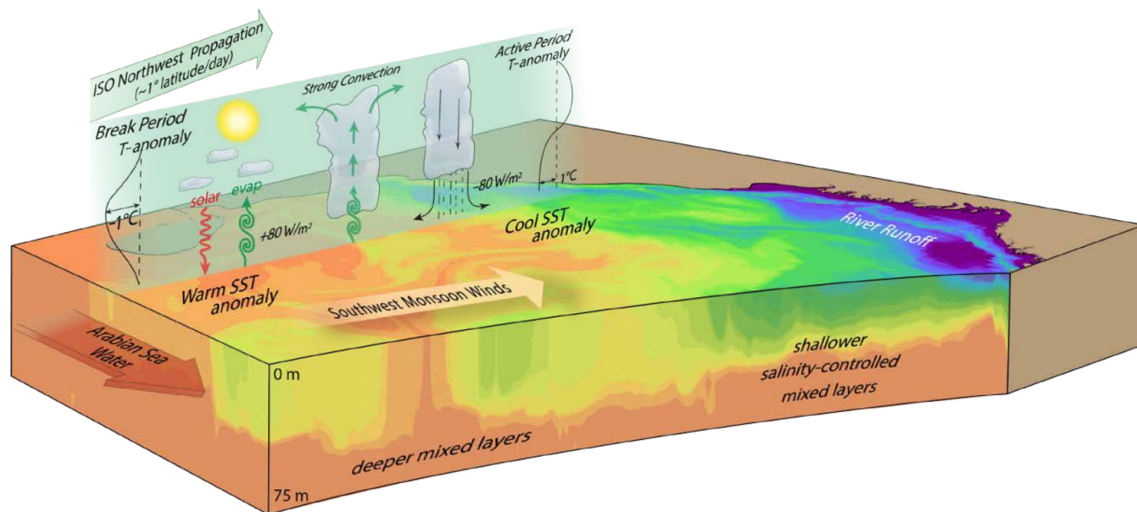 ISO Northwest Propagation
(~1° latitude/day)
Break Period
T-anomaly
Strong Convection
Active Period
T-anomaly
~1°C
solar
evap
+80 W/m²
-80 W/m²
1°C
Warm SST
anomaly
Cool SST
anomaly
River Runoff
Southwest Monsoon Winds
Arabian Sea
Water
0 m
75 m
deeper mixed layers
shallower
salinity-controlled
mixed layers